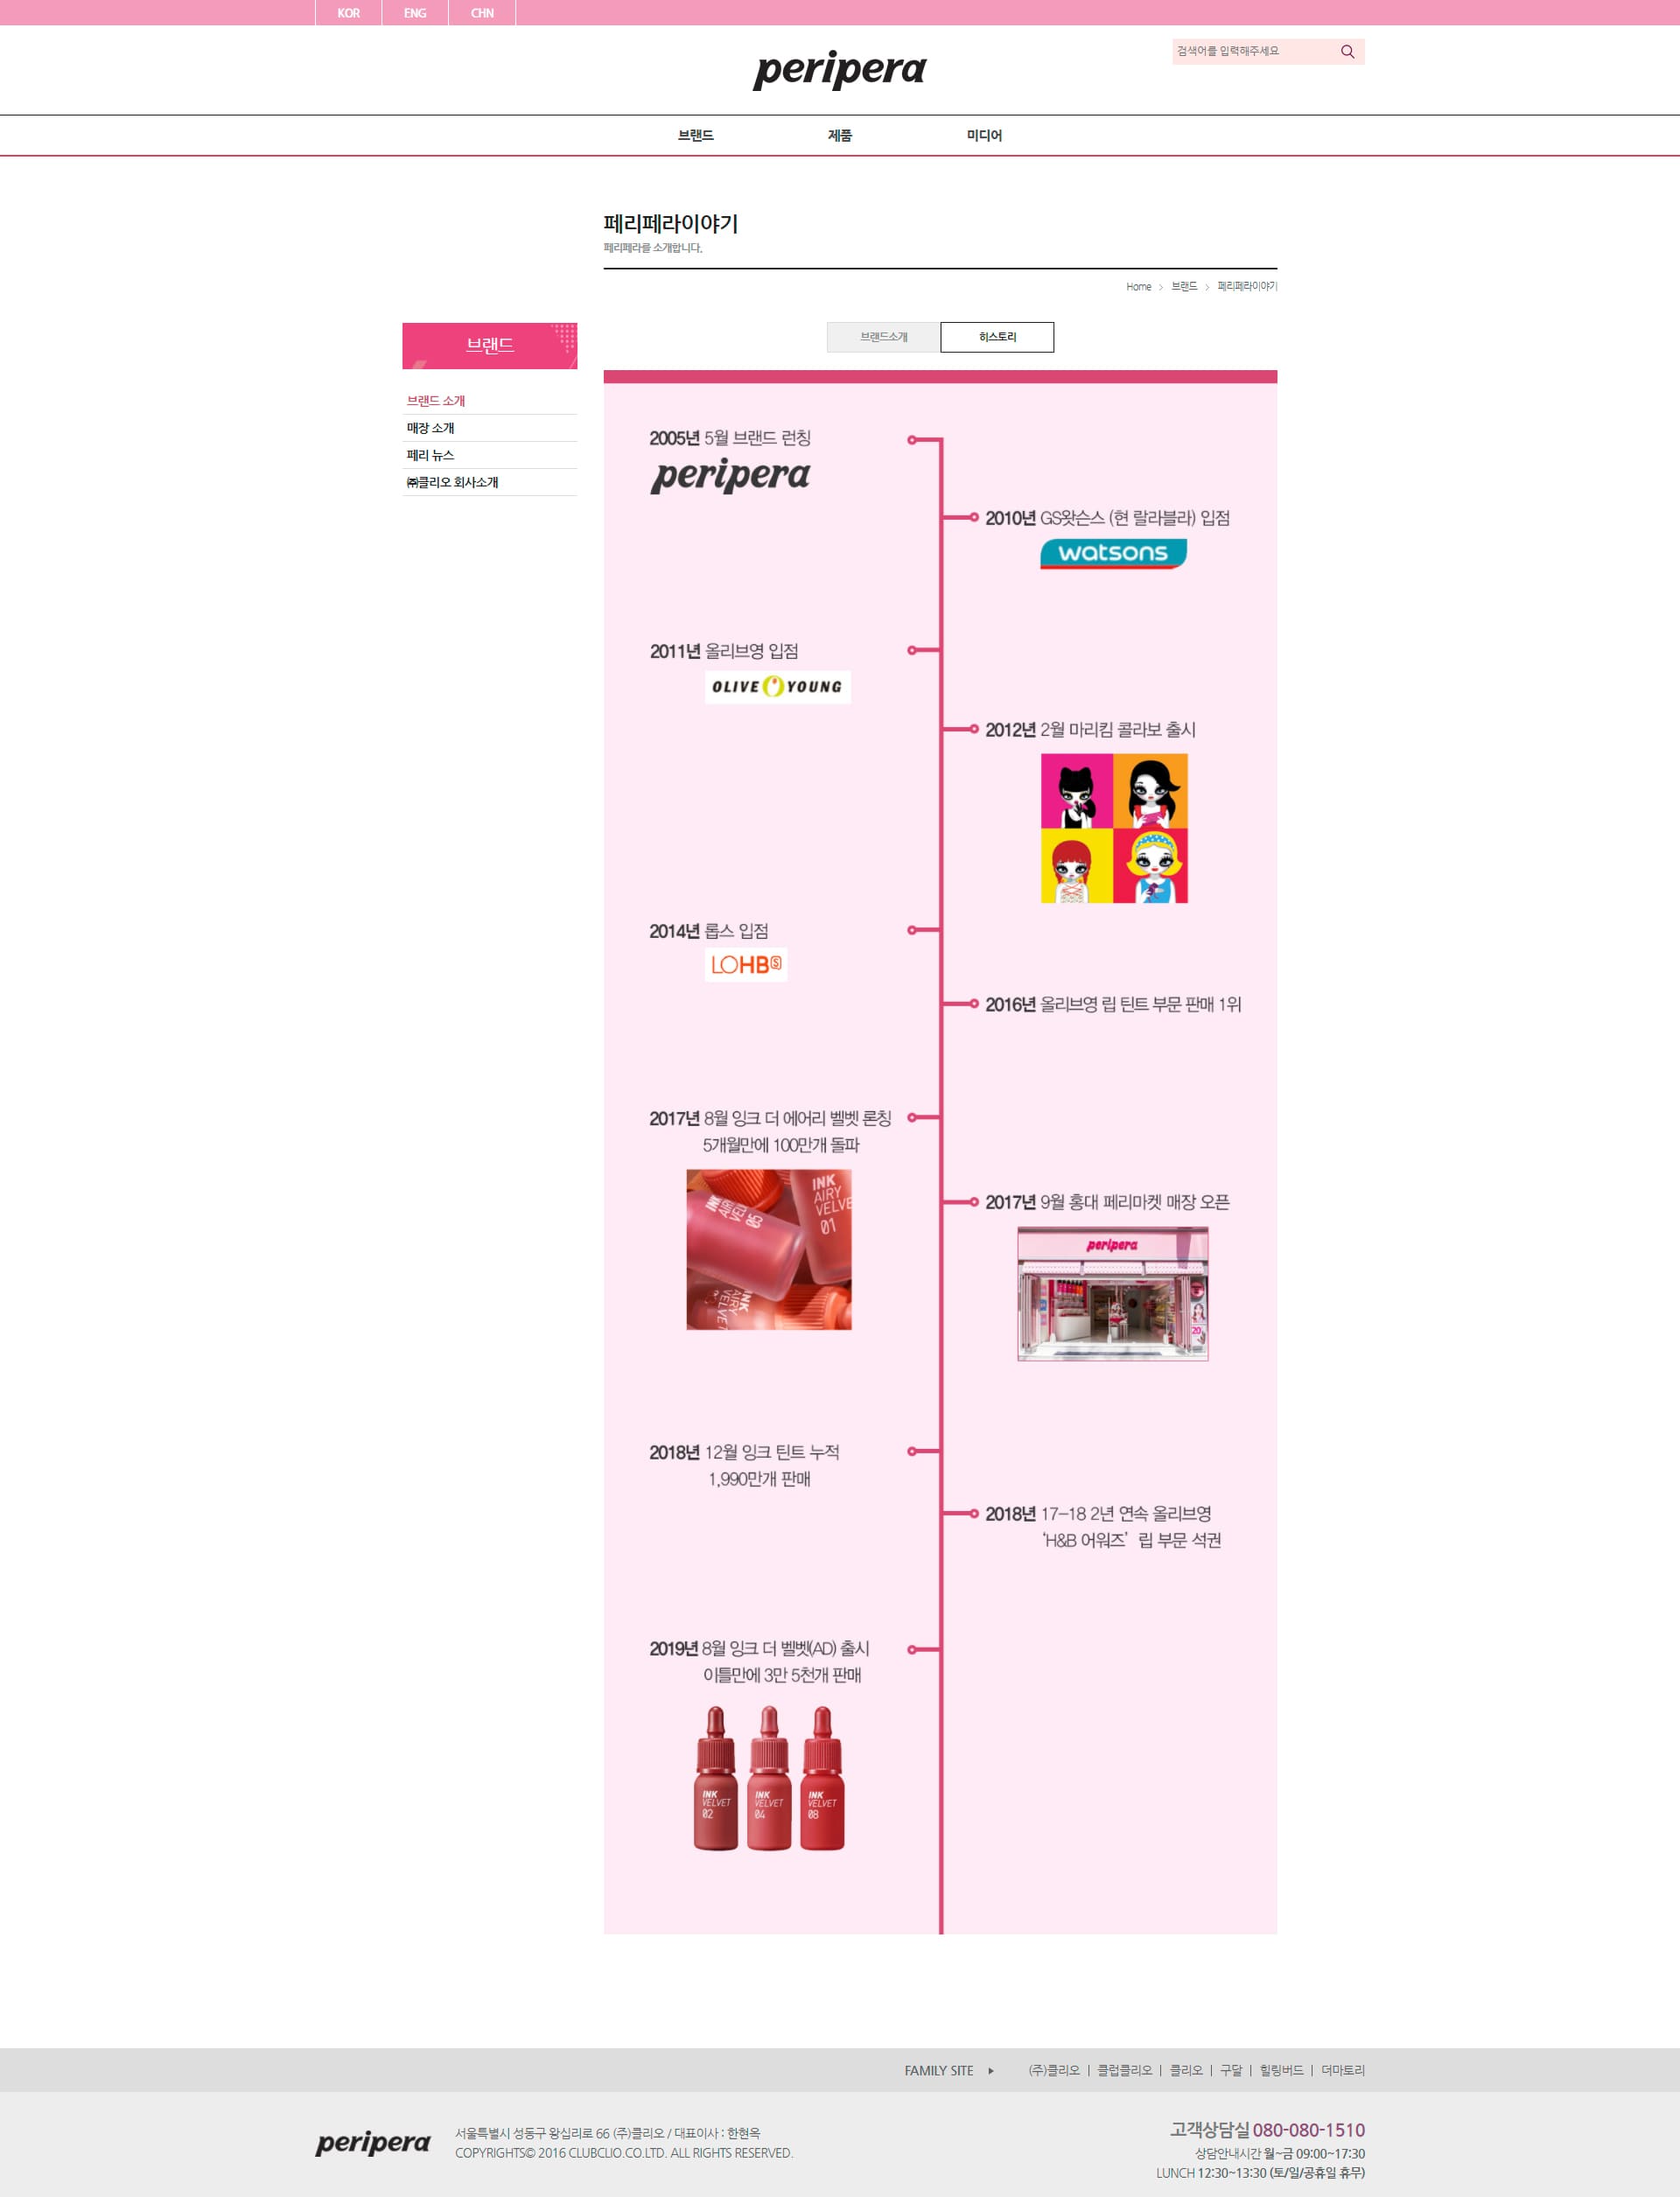 KOR ENG CHN
peripera
검색어를 입력해주세요
브랜드 제품 미디어
페리페라이야기
페리페라를 소개합니다.
Home > 브랜드 > 페리페라이야기
브랜드
브랜드 소개
매장 소개
페리 뉴스
㈜클리오 회사소개
브랜드소개 히스토리
2005년 5월 브랜드 런칭
peripera
2010년 GS왓슨스 (현 랄라블라) 입점
watsons
2011년 올리브영 입점
OLIVE YOUNG
2012년 2월 마리킴 콜라보 출시
2014년 롭스 입점
LOHBS
2016년 올리브영 립 틴트 부문 판매 1위
2017년 8월 잉크 더 에어리 벨벳 론칭
5개월만에 100만개 돌파
INK
AIRY
VELVE
01
INK
AIRY
VEL
05
INK
AIRY
VELVET
2017년 9월 홍대 페리마켓 매장 오픈
peripera
20
2018년 12월 잉크 틴트 누적
1,990만개 판매
2018년 17-18 2년 연속 올리브영
‘H&B 어워즈’ 립 부문 석권
2019년 8월 잉크 더 벨벳(AD) 출시
이틀만에 3만 5천개 판매
INK
VELVET
02
INK
VELVET
04
INK
VELVET
08
FAMILY SITE ▶ (주)클리오 | 클럽클리오 | 클리오 | 구달 | 힐링버드 | 더마토리
peripera
서울특별시 성동구 왕십리로 66 (주)클리오 / 대표이사 : 한현옥
COPYRIGHTS© 2016 CLUBCLIO.CO.LTD. ALL RIGHTS RESERVED.
고객상담실 080-080-1510
상담안내시간 월~금 09:00~17:30
LUNCH 12:30~13:30 (토/일/공휴일 휴무)